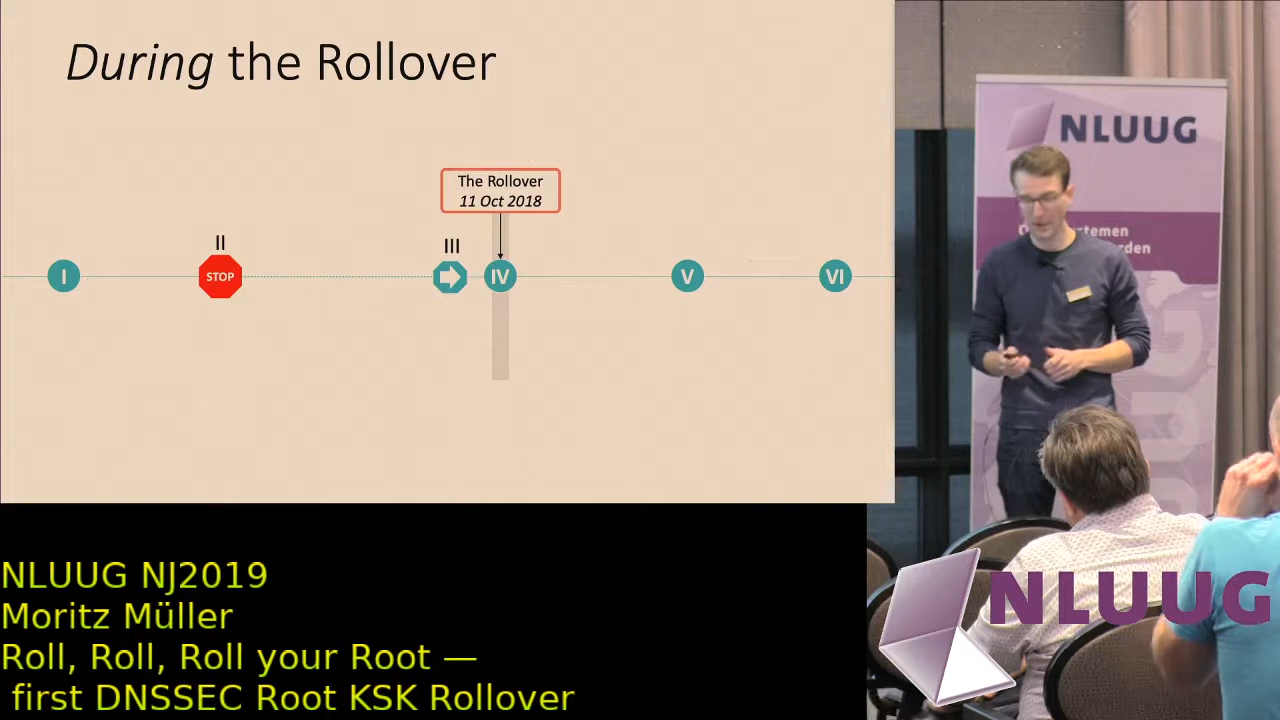 During the Rollover
The Rollover
11 Oct 2018
II
III
I
STOP
IV
V
VI
NLUUG
NLUUG NJ2019
Moritz Müller
Roll, Roll, Roll your Root —
first DNSSEC Root KSK Rollover
NLUUG